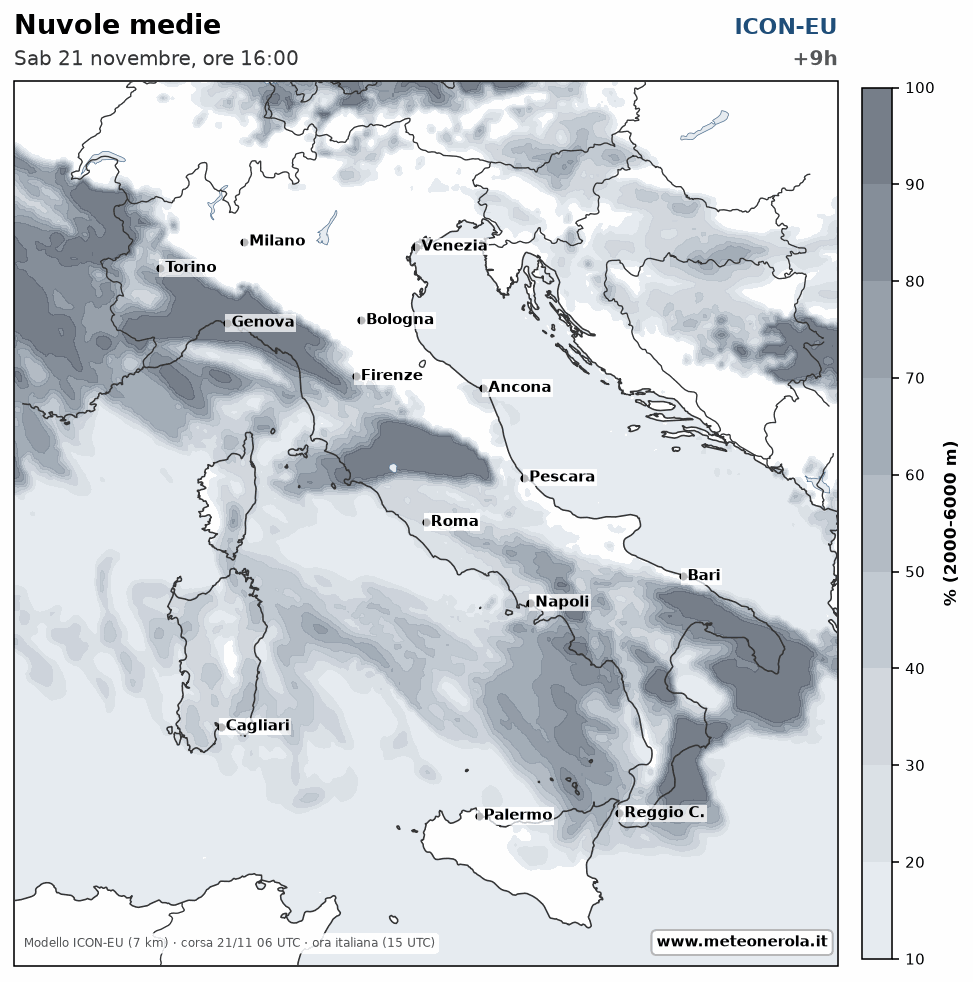 Nuvole medie
ICON-EU
Sab 21 novembre, ore 16:00
+9h
Milano
Venezia
Torino
Genova
Bologna
Firenze
Ancona
Pescara
Roma
Bari
Napoli
Cagliari
Palermo
Reggio C.
Modello ICON-EU (7 km) · corsa 21/11 06 UTC · ora italiana (15 UTC)
www.meteonerola.it
100
90
80
70
60
50
40
30
20
10
% (2000-6000 m)